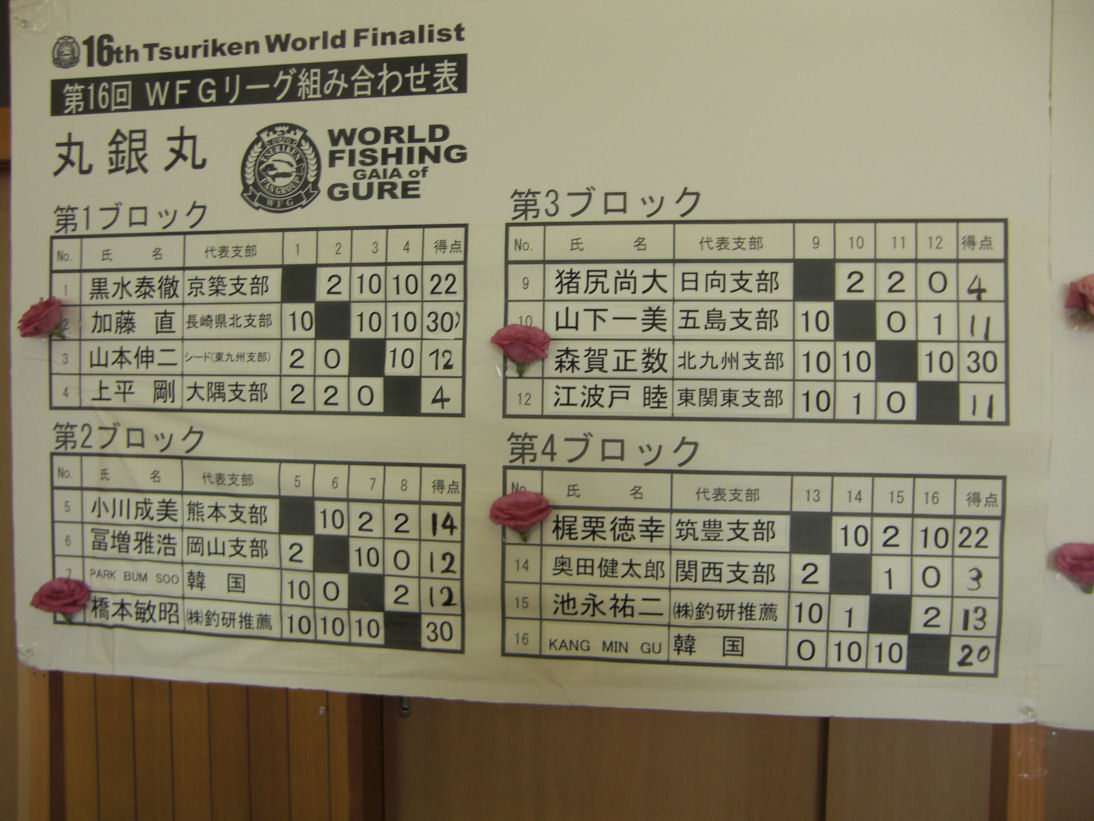 16th Tsuriken World Finalist
第16回 WFGリーグ組み合わせ表
丸銀丸
WORLD
FISHING
GAIA of
GURE
WFG
第1ブロック
No. 氏 名 代表支部 1 2 3 4 得点
1 黒水泰徹 京築支部 2 10 10 22
2 加藤 直 長崎県北支部 10 10 10 30
3 山本伸二 シード(東九州支部) 2 0 10 12
4 上平 剛 大隅支部 2 2 0 4
第2ブロック
No. 氏 名 代表支部 5 6 7 8 得点
5 小川成美 熊本支部 10 2 2 14
6 冨増雅浩 岡山支部 2 10 0 12
7 PARK BUM SOO 韓 国 10 0 2 12
橋本敏昭 ㈱釣研推薦 10 10 10 30
第3ブロック
No. 氏 名 代表支部 9 10 11 12 得点
9 猪尻尚大 日向支部 2 2 0 4
10 山下一美 五島支部 10 0 1 11
森賀正数 北九州支部 10 10 10 30
12 江波戸 睦 東関東支部 10 1 0 11
第4ブロック
No. 氏 名 代表支部 13 14 15 16 得点
梶栗徳幸 筑豊支部 10 2 10 22
14 奥田健太郎 関西支部 2 1 0 3
15 池永祐二 ㈱釣研推薦 10 1 2 13
16 KANG MIN GU 韓 国 0 10 10 20